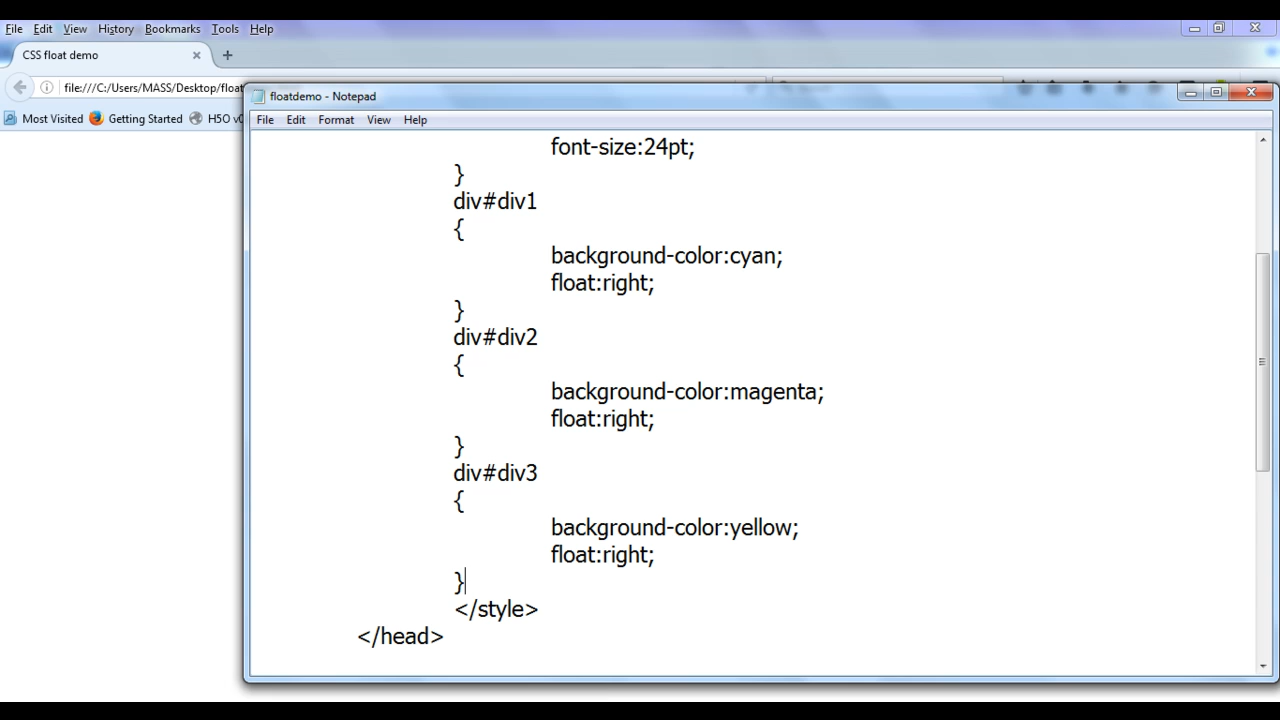 File Edit View History Bookmarks Tools Help
CSS float demo
file:///C:/Users/MASS/Desktop/float
floatdemo - Notepad
Most Visited Getting Started H5O v0
File Edit Format View Help
font-size:24pt;
}
div#div1
{
background-color:cyan;
float:right;
}
div#div2
{
background-color:magenta;
float:right;
}
div#div3
{
background-color:yellow;
float:right;
}
</style>
</head>